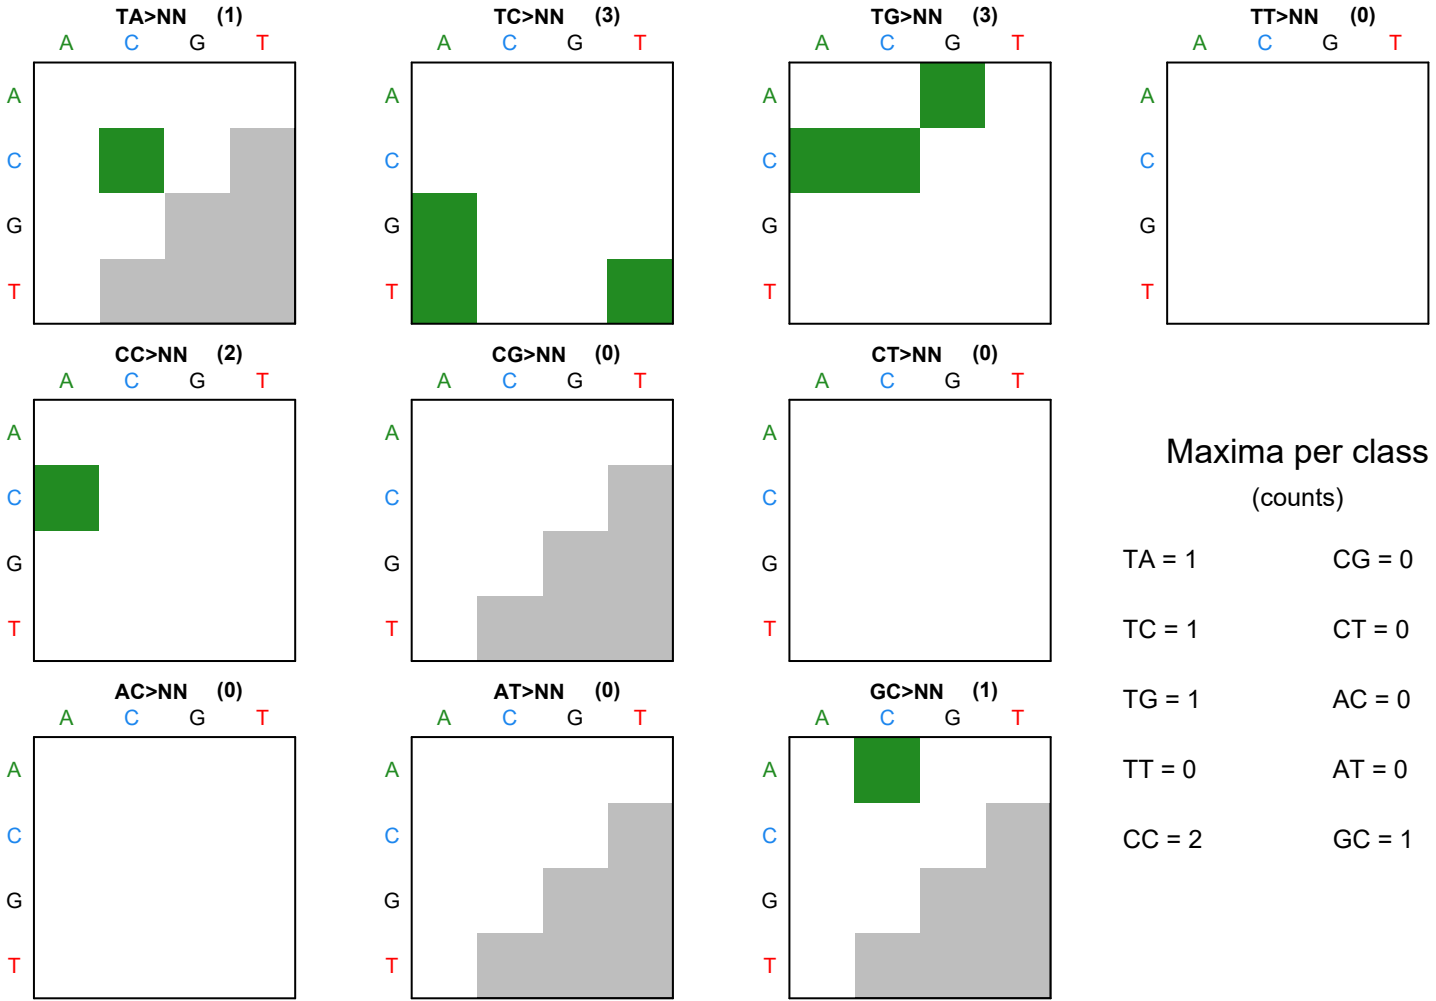 TA>NN (1) TC>NN (3) TG>NN (3) TT>NN (0)
A C G T A C G T A C G T A C G T
A A A A
C C C C
G G G G
T T T T
CC>NN (2) CG>NN (0) CT>NN (0)
A C G T A C G T A C G T
A A A
C C C
G G G
T T T
Maxima per class
(counts)
TA = 1 CG = 0
TC = 1 CT = 0
TG = 1 AC = 0
TT = 0 AT = 0
CC = 2 GC = 1
AC>NN (0) AT>NN (0) GC>NN (1)
A C G T A C G T A C G T
A A A
C C C
G G G
T T T